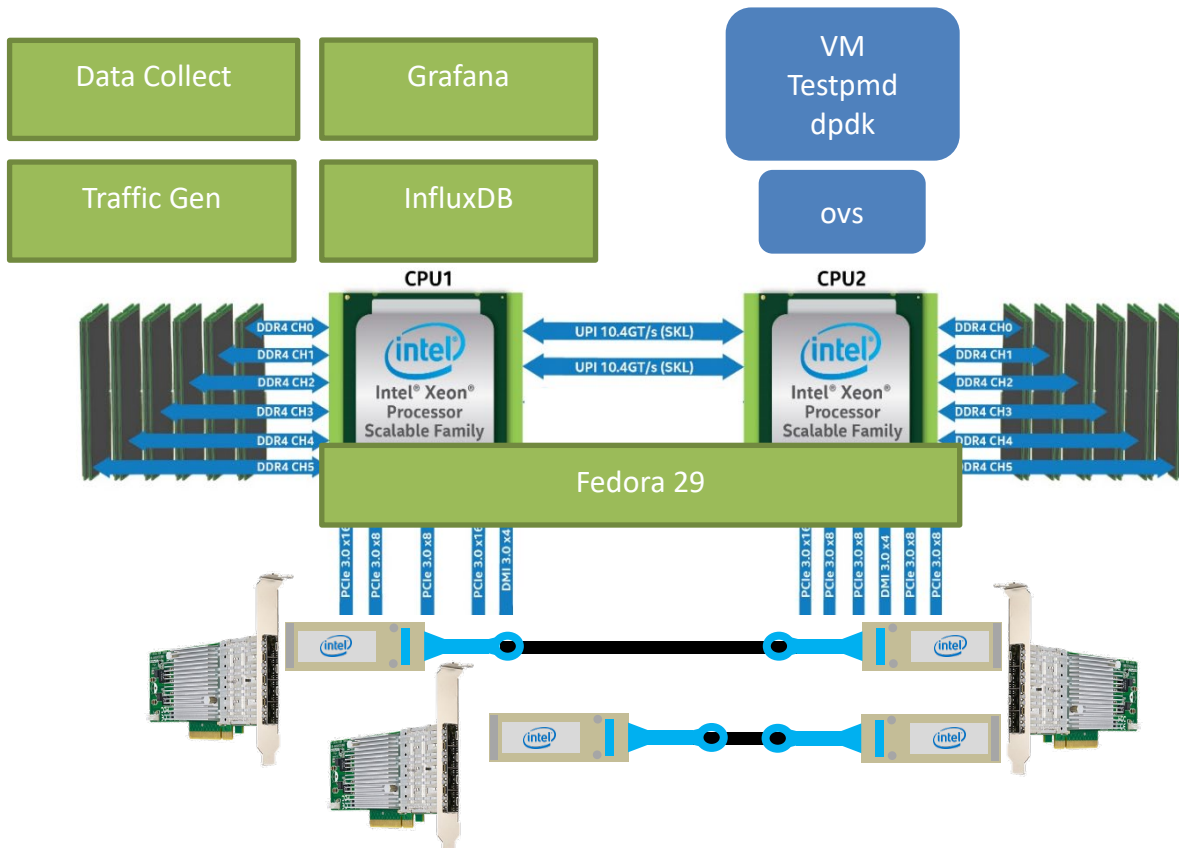 Data Collect
Grafana
VM
Testpmd
dpdk
Traffic Gen
InfluxDB
ovs
CPU1
CPU2
DDR4 CH0
DDR4 CH1
DDR4 CH2
DDR4 CH3
DDR4 CH4
DDR4 CH5
intel
Intel® Xeon®
Processor
Scalable Family
UPI 10.4GT/s (SKL)
UPI 10.4GT/s (SKL)
intel
Intel® Xeon®
Processor
Scalable Family
DDR4 CH0
DDR4 CH1
DDR4 CH2
DDR4 CH3
DDR4 CH4
DDR4 CH5
Fedora 29
PCIe 3.0 x16
PCIe 3.0 x8
PCIe 3.0 x8
PCIe 3.0 x16
DMI 3.0 x4
PCIe 3.0 x16
PCIe 3.0 x8
PCIe 3.0 x8
DMI 3.0 x4
PCIe 3.0 x8
PCIe 3.0 x8
intel
intel
intel
intel